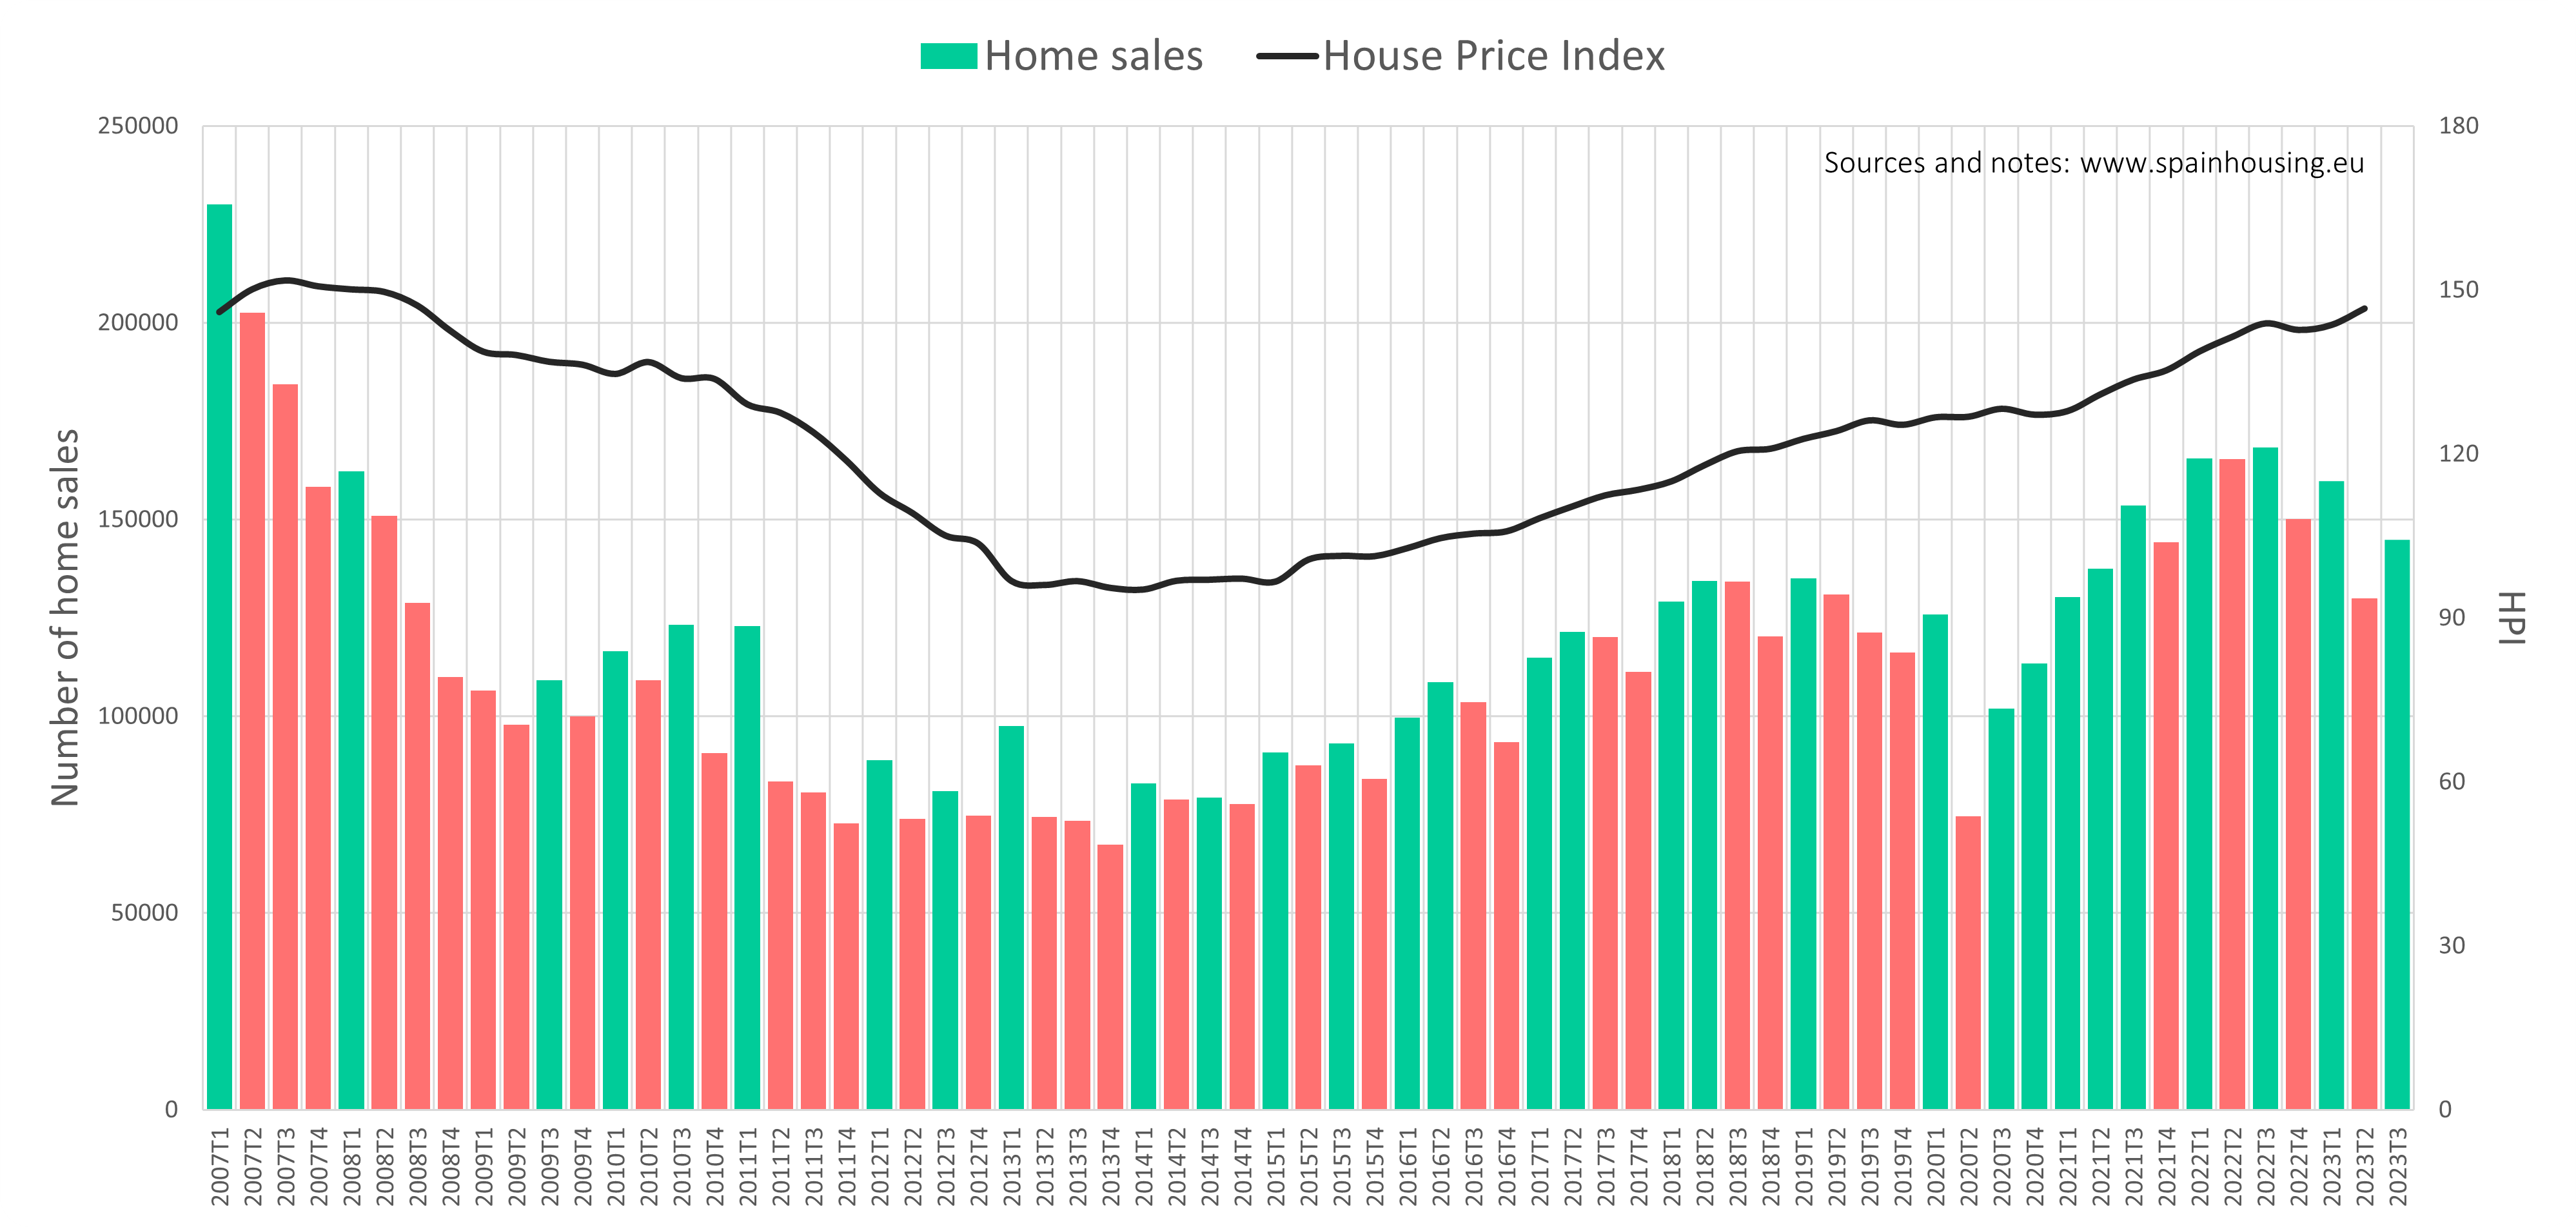 Home sales
House Price Index
Sources and notes: www.spainhousing.eu
Number of home sales
250000
200000
150000
100000
50000
0
180
150
120
90
60
30
0
HPI
2007T1
2007T2
2007T3
2007T4
2008T1
2008T2
2008T3
2008T4
2009T1
2009T2
2009T3
2009T4
2010T1
2010T2
2010T3
2010T4
2011T1
2011T2
2011T3
2011T4
2012T1
2012T2
2012T3
2012T4
2013T1
2013T2
2013T3
2013T4
2014T1
2014T2
2014T3
2014T4
2015T1
2015T2
2015T3
2015T4
2016T1
2016T2
2016T3
2016T4
2017T1
2017T2
2017T3
2017T4
2018T1
2018T2
2018T3
2018T4
2019T1
2019T2
2019T3
2019T4
2020T1
2020T2
2020T3
2020T4
2021T1
2021T2
2021T3
2021T4
2022T1
2022T2
2022T3
2022T4
2023T1
2023T2
2023T3